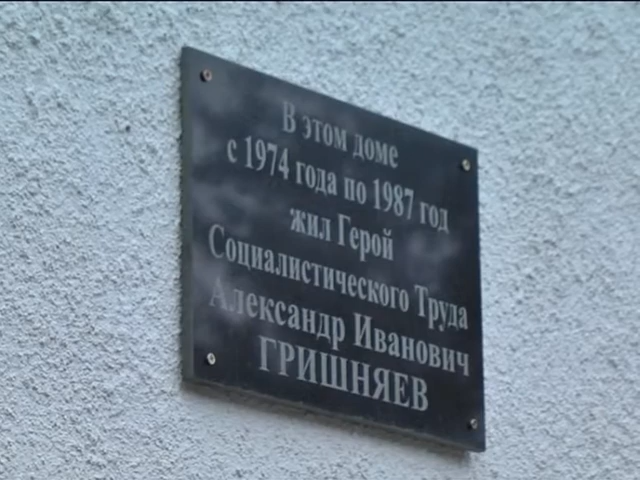 В этом доме
с 1974 года по 1987 год
жил Герой
Социалистического Труда
Александр Иванович
ГРИШНЯЕВ